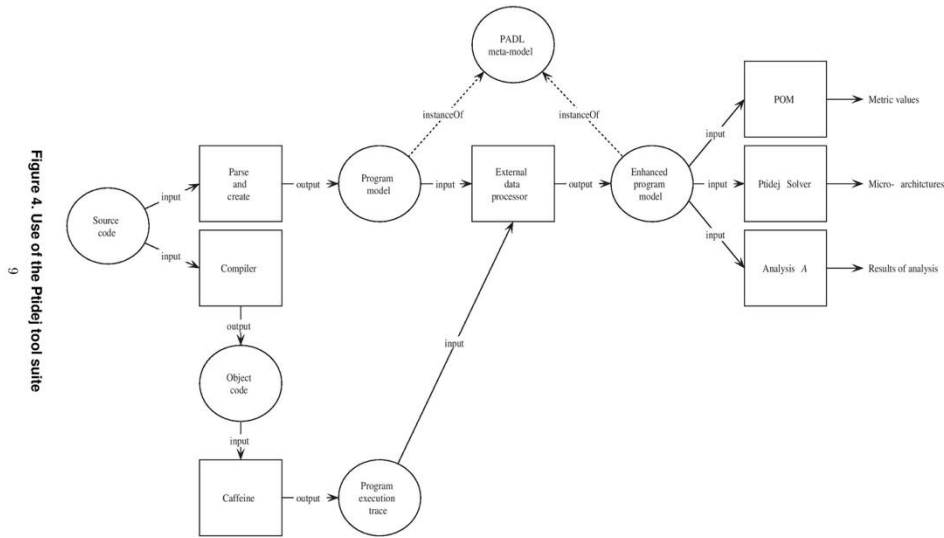 PADL
meta-model
instanceOf
instanceOf
POM
Metric values
input
Parse
and
create
output
Program
model
input
External
data
processor
output
Enhanced
program
model
input
Ptidej Solver
Micro- architctures
input
Source
code
input
Compiler
input
Analysis A
Results of analysis
output
input
Object
code
input
Caffeine
output
Program
execution
trace
Figure 4. Use of the Ptidej tool suite
9